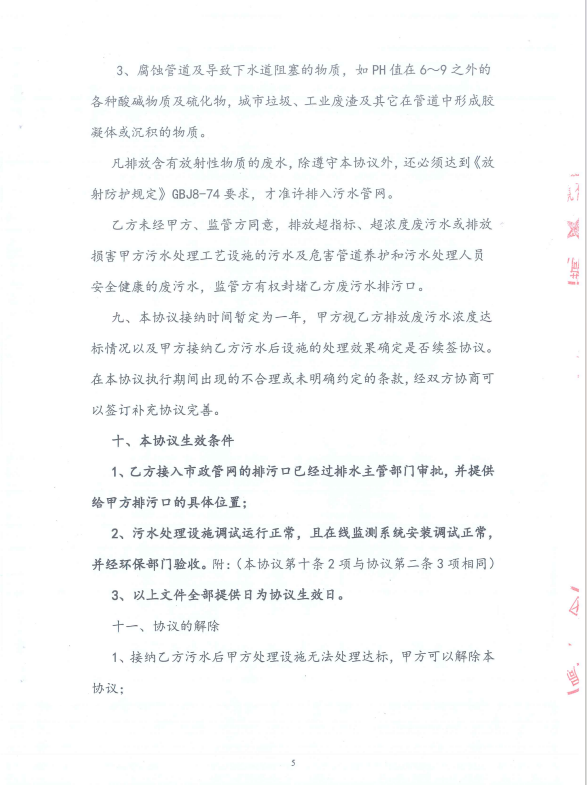 3、腐蚀管道及导致下水道阻塞的物质，如 PH 值在 6～9 之外的
各种酸碱物质及硫化物，城市垃圾、工业废渣及其它在管道中形成胶
凝体或沉积的物质。
凡排放含有放射性物质的废水，除遵守本协议外，还必须达到《放
射防护规定》GBJ8-74 要求，才准许排入污水管网。
乙方未经甲方、监管方同意，排放超指标、超浓度废污水或排放
损害甲方污水处理工艺设施的污水及危害管道养护和污水处理人员
安全健康的废污水，监管方有权封堵乙方废污水排污口。
九、本协议接纳时间暂定为一年，甲方视乙方排放废污水浓度达
标情况以及甲方接纳乙方污水后设施的处理效果确定是否续签协议。
在本协议执行期间出现的不合理或未明确约定的条款，经双方协商可
以签订补充协议完善。
十、本协议生效条件
1、乙方接入市政管网的排污口已经过排水主管部门审批，并提供
给甲方排污口的具体位置；
2、污水处理设施调试运行正常，且在线监测系统安装调试正常，
并经环保部门验收。附：（本协议第十条 2 项与协议第二条 3 项相同）
3、以上文件全部提供日为协议生效日。
十一、协议的解除
1、接纳乙方污水后甲方处理设施无法处理达标，甲方可以解除本
协议；
5